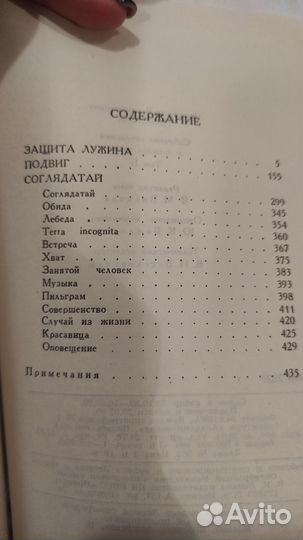 СОДЕРЖАНИЕ
ЗАЩИТА ЛУЖИНА . . . . . . . . . . 5
ПОДВИГ . . . . . . . . . . . . . 155
СОГЛЯДАТАЙ
Соглядатай . . . . . . . . . . . 299
Обида . . . . . . . . . . . . . 345
Лебеда . . . . . . . . . . . . . 354
Terra incognita . . . . . . . . . 360
Встреча . . . . . . . . . . . . 367
Хват . . . . . . . . . . . . . . 375
Занятой человек . . . . . . . . . 383
Музыка . . . . . . . . . . . . . 393
Пильграм . . . . . . . . . . . . 398
Совершенство . . . . . . . . . . 411
Случай из жизни . . . . . . . . . 420
Красавица . . . . . . . . . . . 425
Оповещение . . . . . . . . . . . 429
Примечания . . . . . . . . . . . 435
Avito